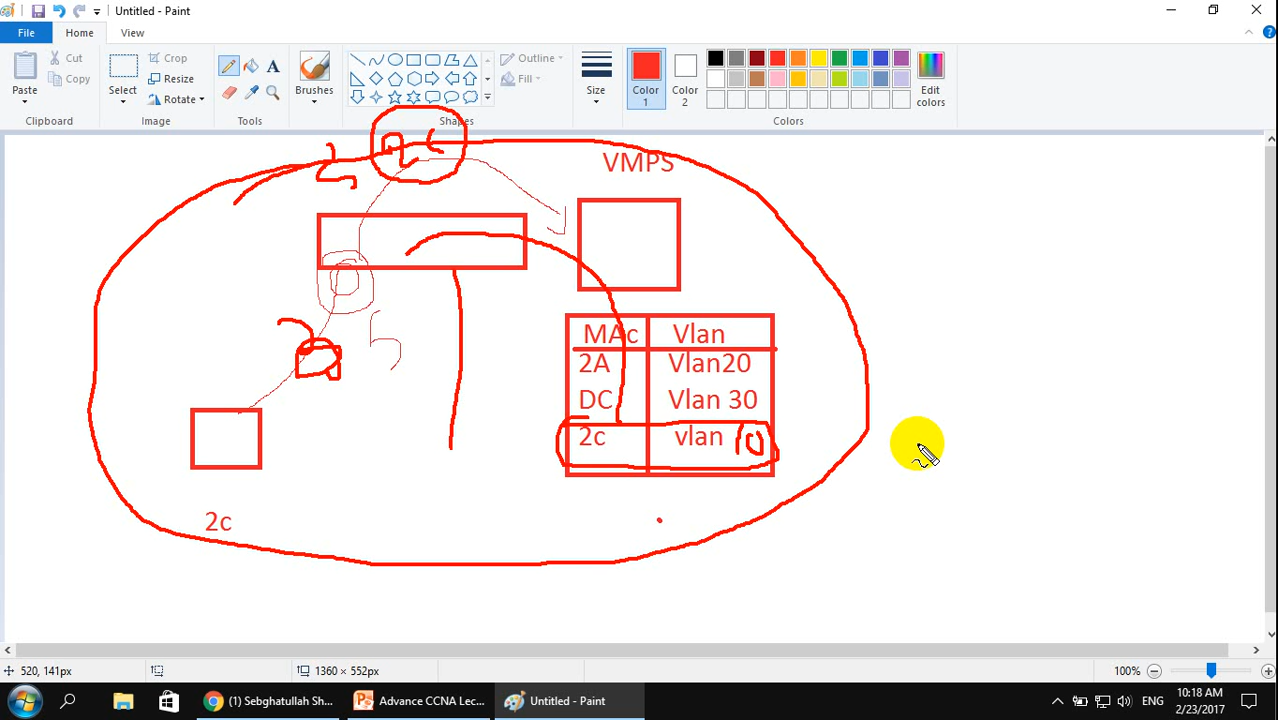 Untitled - Paint
File Home View
Paste
Cut
Copy
Clipboard
Select
Crop
Resize
Rotate
Image
A
Tools
Brushes
Shapes
Outline
Fill
Size
Color 1
Color 2
Edit colors
Colors
2c
VMPS
MAc Vlan
2A Vlan20
DC Vlan 30
2c vlan 10
2c
520, 141px
1360 × 552px
100%
(1) Sebghatullah Sh...
Advance CCNA Lec...
Untitled - Paint
ENG
10:18 AM
2/23/2017